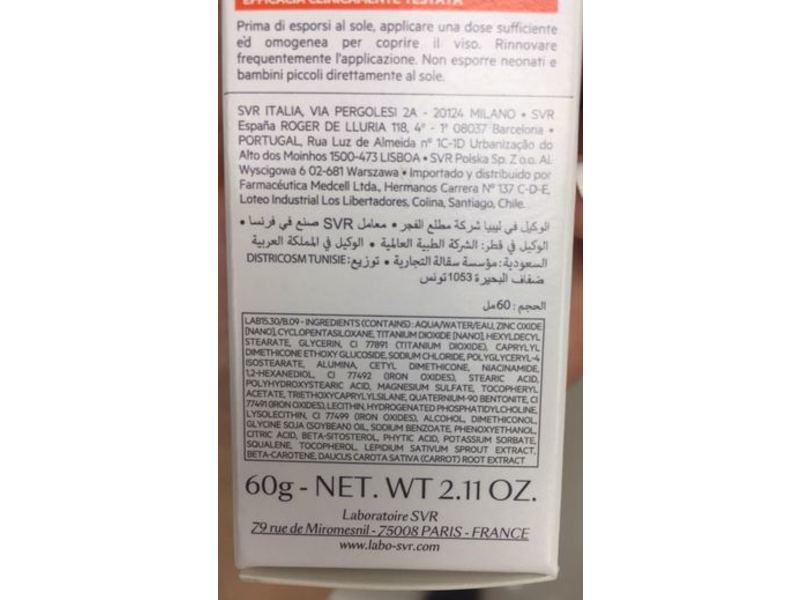 EFFICACIA CLINICAMENTE TESTATA
Prima di esporsi al sole, applicare una dose sufficiente
ed omogenea per coprire il viso. Rinnovare
frequentemente l'applicazione. Non esporre neonati e
bambini piccoli direttamente al sole.
SVR ITALIA, VIA PERGOLESI 2A - 20124 MILANO • SVR
España ROGER DE LLURIA 118, 4º - 1ª 08037 Barcelona •
PORTUGAL, Rua Luz de Almeida nº 1C-1D Urbanização do
Alto dos Moinhos 1500-473 LISBOA • SVR Polska Sp. Z o.o. Al.
Wyscigowa 6 02-681 Warszawa • Importado y distribuido por
Farmacéutica Medcell Ltda., Hermanos Carrera Nº 137 C-D-E,
Loteo Industrial Los Libertadores, Colina, Santiago, Chile.
الوكيل في ليبيا شركة مطلع الفجر • معامل SVR صنع في فرنسا •
الوكيل في قطر: الشركة الطبية العالمية • الوكيل في المملكة العربية
السعودية: مؤسسة سقالة التجارية • توزيع: DISTRICOSM TUNISIE
ضفاف البحيرة 1053 تونس
الحجم: 60 مل
LAB15.30/B.09 - INGREDIENTS (CONTAINS): AQUA/WATER/EAU, ZINC OXIDE
[NANO], CYCLOPENTASILOXANE, TITANIUM DIOXIDE [NANO], HEXYLDECYL
STEARATE, GLYCERIN, CI 77891 (TITANIUM DIOXIDE), CAPRYLYL
DIMETHICONE ETHOXY GLUCOSIDE, SODIUM CHLORIDE, POLYGLYCERYL-4
ISOSTEARATE, ALUMINA, CETYL DIMETHICONE, NIACINAMIDE,
1,2-HEXANEDIOL, CI 77492 (IRON OXIDES), STEARIC ACID,
POLYHYDROXYSTEARIC ACID, MAGNESIUM SULFATE, TOCOPHERYL
ACETATE, TRIETHOXYCAPRYLYLSILANE, QUATERNIUM-90 BENTONITE, CI
77491 (IRON OXIDES), LECITHIN, HYDROGENATED PHOSPHATIDYLCHOLINE,
LYSOLECITHIN, CI 77499 (IRON OXIDES), ALCOHOL, DIMETHICONOL,
GLYCINE SOJA (SOYBEAN) OIL, SODIUM BENZOATE, PHENOXYETHANOL,
CITRIC ACID, BETA-SITOSTEROL, PHYTIC ACID, POTASSIUM SORBATE,
SQUALENE, TOCOPHEROL, LEPIDIUM SATIVUM SPROUT EXTRACT,
BETA-CAROTENE, DAUCUS CAROTA SATIVA (CARROT) ROOT EXTRACT
60g - NET. WT 2.11 OZ.
Laboratoire SVR
79 rue de Miromesnil - 75008 PARIS - FRANCE
www.labo-svr.com